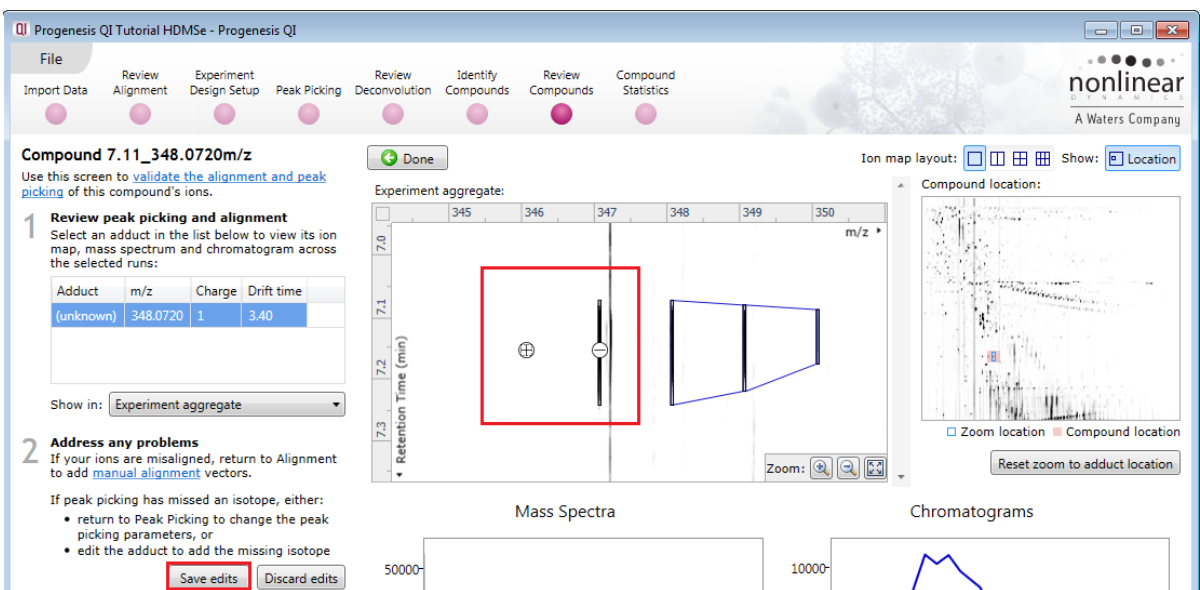 Progenesis QI Tutorial HDMSe - Progenesis QI
File
Import Data
Review Alignment
Experiment Design Setup
Peak Picking
Review Deconvolution
Identify Compounds
Review Compounds
Compound Statistics
nonlinear
DYNAMICS
A Waters Company
Compound 7.11_348.0720m/z
Use this screen to validate the alignment and peak
picking of this compound's ions.
1
Review peak picking and alignment
Select an adduct in the list below to view its ion
map, mass spectrum and chromatogram across
the selected runs:
Adduct m/z Charge Drift time
(unknown) 348.0720 1 3.40
Show in: Experiment aggregate
2
Address any problems
If your ions are misaligned, return to Alignment
to add manual alignment vectors.
If peak picking has missed an isotope, either:
• return to Peak Picking to change the peak
picking parameters, or
• edit the adduct to add the missing isotope
Save edits Discard edits
Done
Ion map layout: Show: Location
Experiment aggregate:
345 346 347 348 349 350
m/z
7.0
7.1
7.2
7.3
Retention Time (min)
Zoom:
Compound location:
Zoom location Compound location
Reset zoom to adduct location
Mass Spectra
50000
Chromatograms
10000